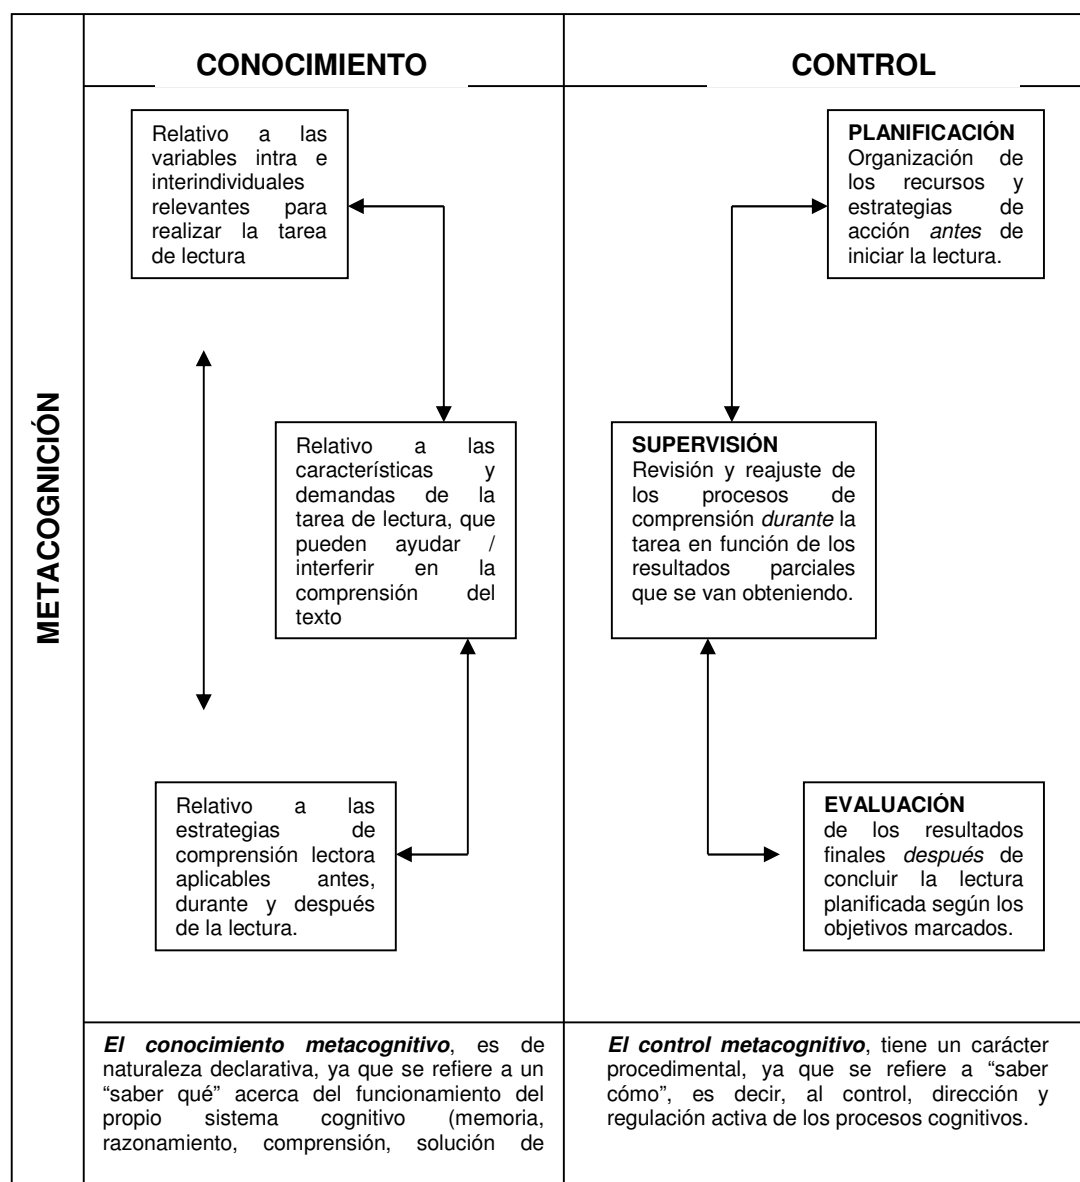 METACOGNICIÓN
CONOCIMIENTO
Relativo a las
variables intra e
interindividuales
relevantes para
realizar la tarea
de lectura
Relativo a las
características y
demandas de la
tarea de lectura, que
pueden ayudar /
interferir en la
comprensión del
texto
Relativo a las
estrategias de
comprensión lectora
aplicables antes,
durante y después
de la lectura.
El conocimiento metacognitivo, es de
naturaleza declarativa, ya que se refiere a un
“saber qué” acerca del funcionamiento del
propio sistema cognitivo (memoria,
razonamiento, comprensión, solución de
CONTROL
PLANIFICACIÓN
Organización de
los recursos y
estrategias de
acción antes de
iniciar la lectura.
SUPERVISIÓN
Revisión y reajuste de
los procesos de
comprensión durante la
tarea en función de los
resultados parciales
que se van obteniendo.
EVALUACIÓN
de los resultados
finales después de
concluir la lectura
planificada según los
objetivos marcados.
El control metacognitivo, tiene un carácter
procedimental, ya que se refiere a “saber
cómo”, es decir, al control, dirección y
regulación activa de los procesos cognitivos.